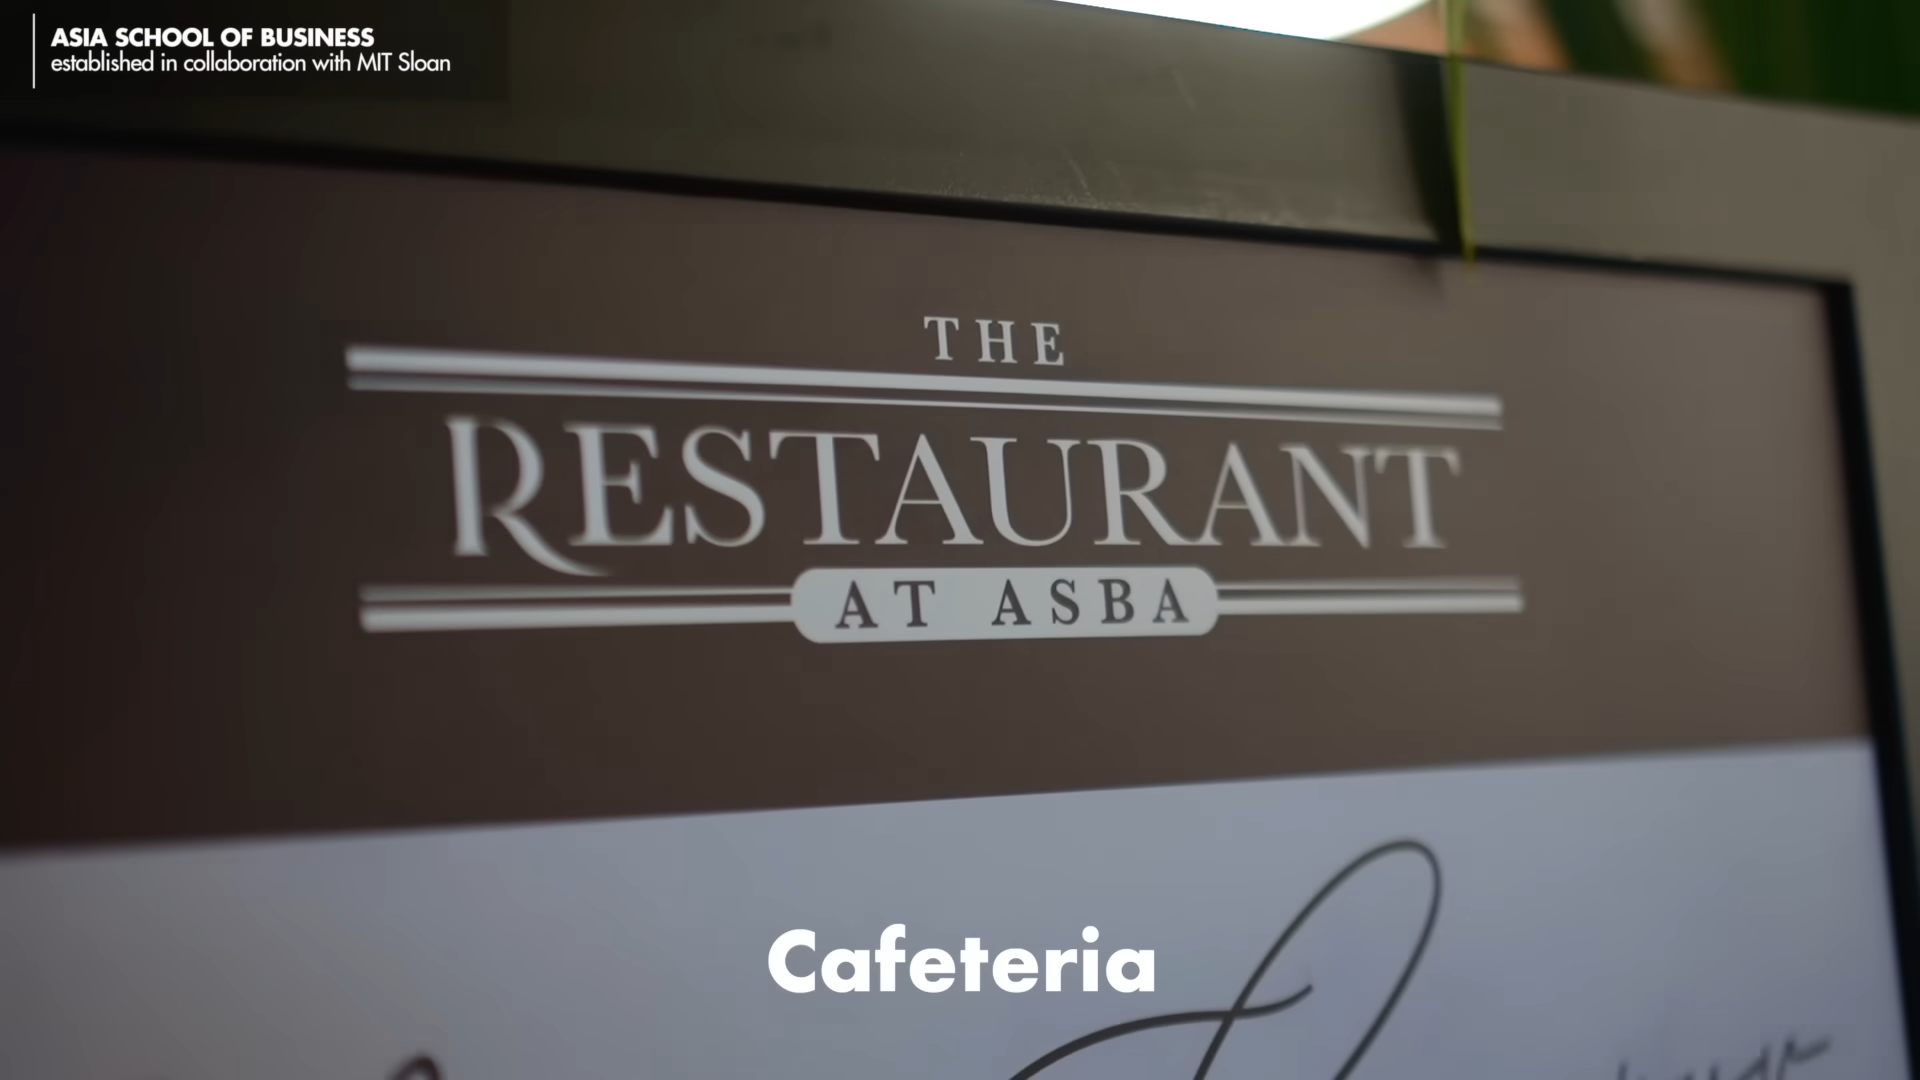 ASIA SCHOOL OF BUSINESS
established in collaboration with MIT Sloan
THE
RESTAURANT
AT ASBA
Cafeteria